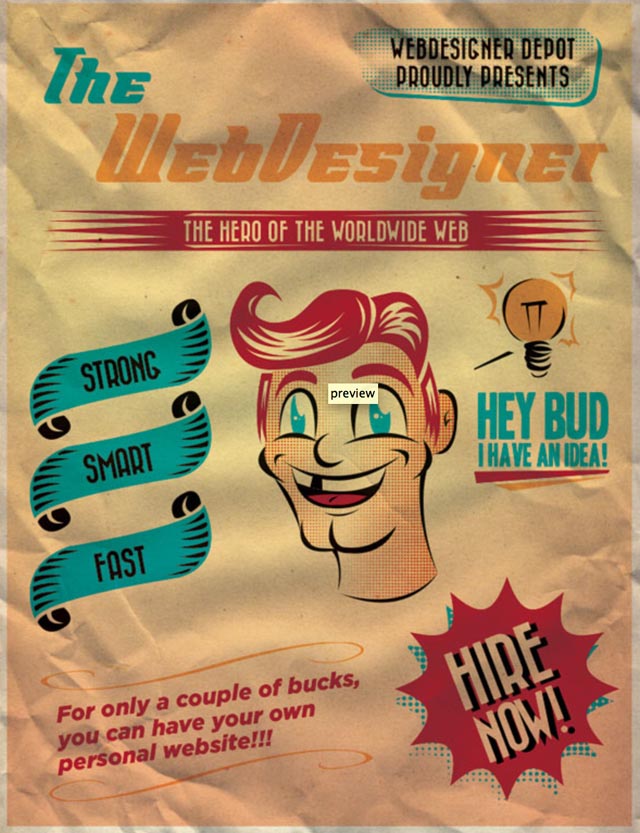 The
WEBDESIGNER DEPOT
PROUDLY PRESENTS
WebDesigner
THE HERO OF THE WORLDWIDE WEB
STRONG
SMART
FAST
preview
HEY BUD
I HAVE AN IDEA!
For only a couple of bucks,
you can have your own
personal website!!!
HIRE
NOW!